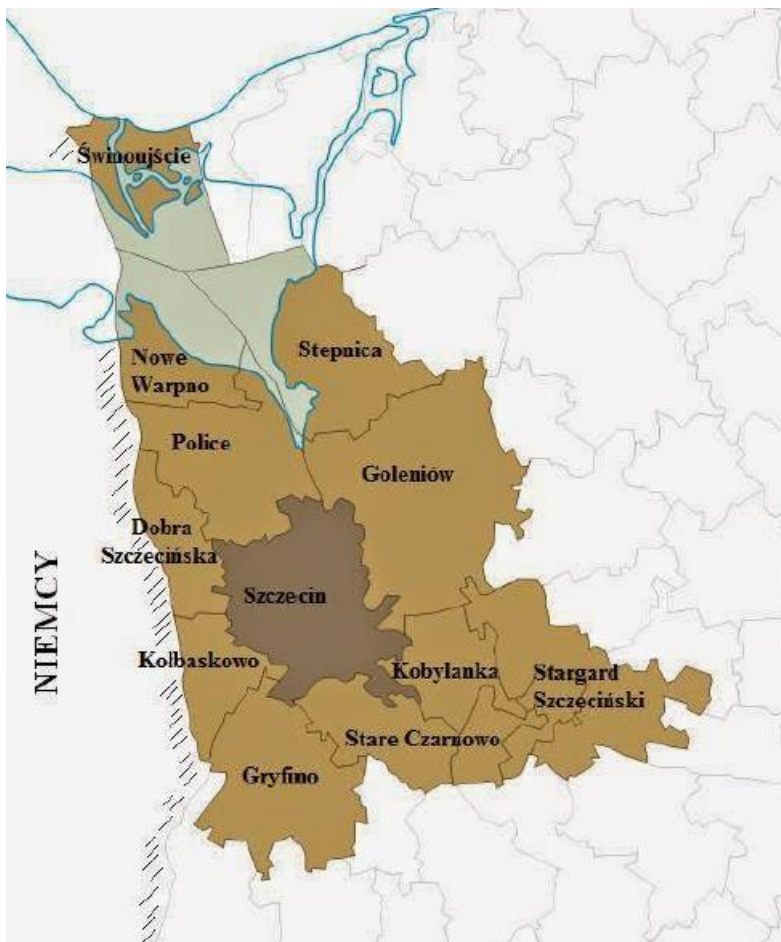 Świnoujście
Nowe
Warpno
Stepnica
Police
Goleniów
Dobra
Szczecińska
Szczecin
NIEMCY
Kołbaskowo
Kobylanka
Stargard
Szczeciński
Stare Czarnowo
Gryfino